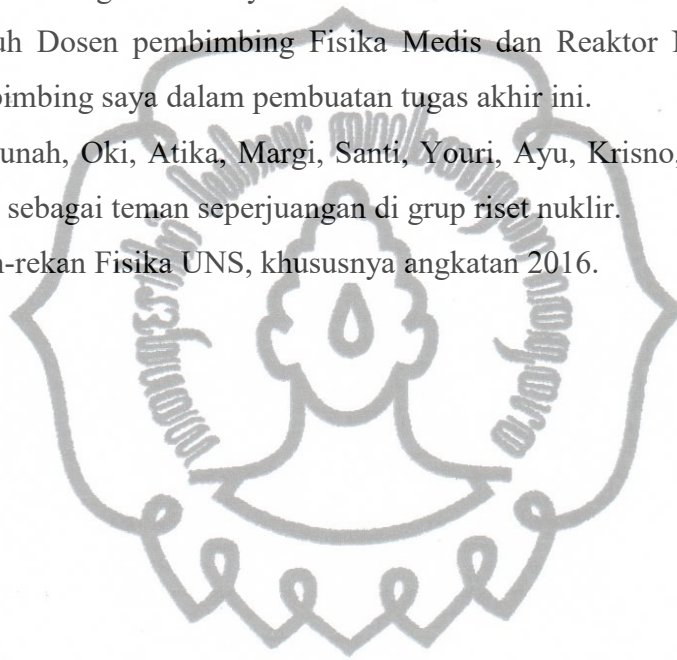 uh Dosen pembimbing Fisika Medis dan Reaktor
bimbing saya dalam pembuatan tugas akhir ini.
unah, Oki, Atika, Margi, Santi, Youri, Ayu, Krisno,
sebagai teman seperjuangan di grup riset nuklir.
n-rekan Fisika UNS, khususnya angkatan 2016.